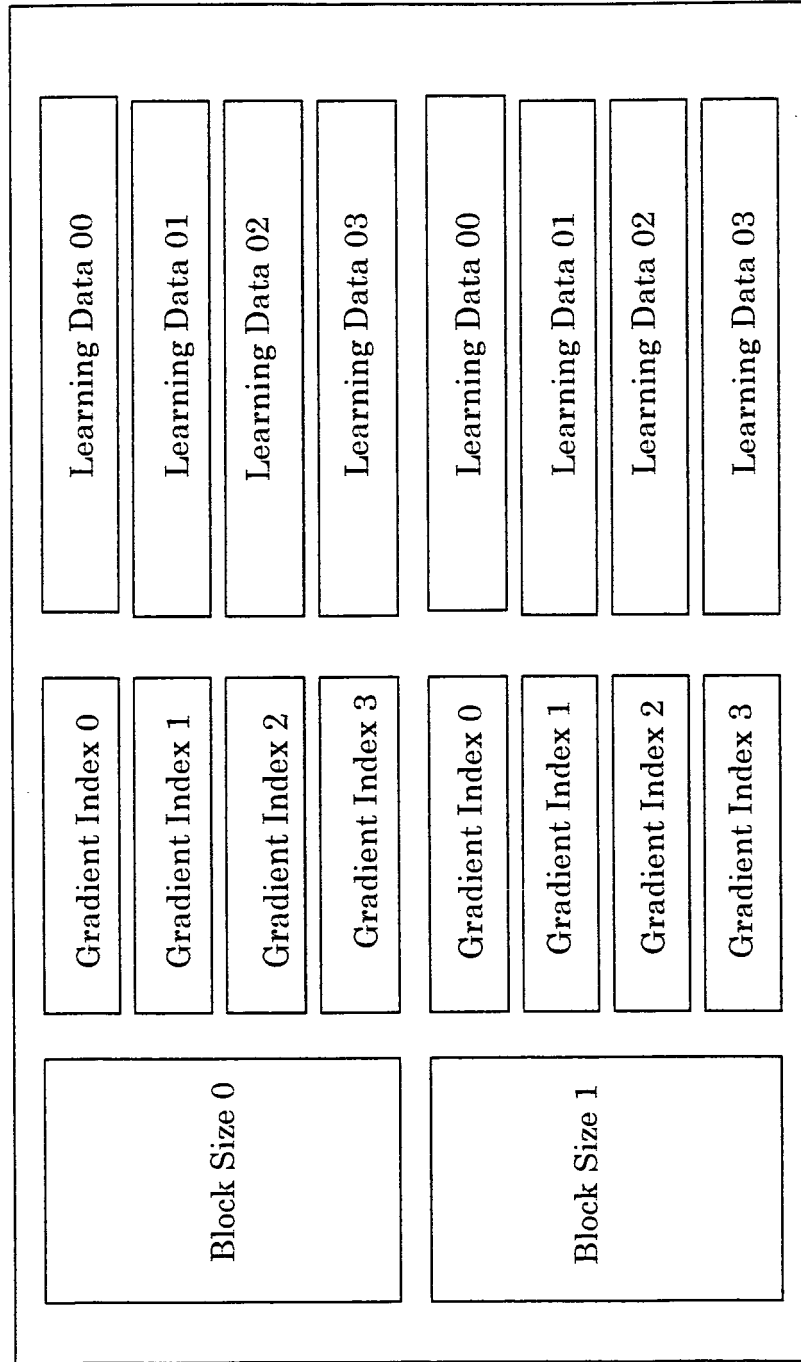 Block Size 0
Gradient Index 0
Learning Data 00
Gradient Index 1
Learning Data 01
Gradient Index 2
Learning Data 02
Gradient Index 3
Learning Data 03
Block Size 1
Gradient Index 0
Learning Data 00
Gradient Index 1
Learning Data 01
Gradient Index 2
Learning Data 02
Gradient Index 3
Learning Data 03